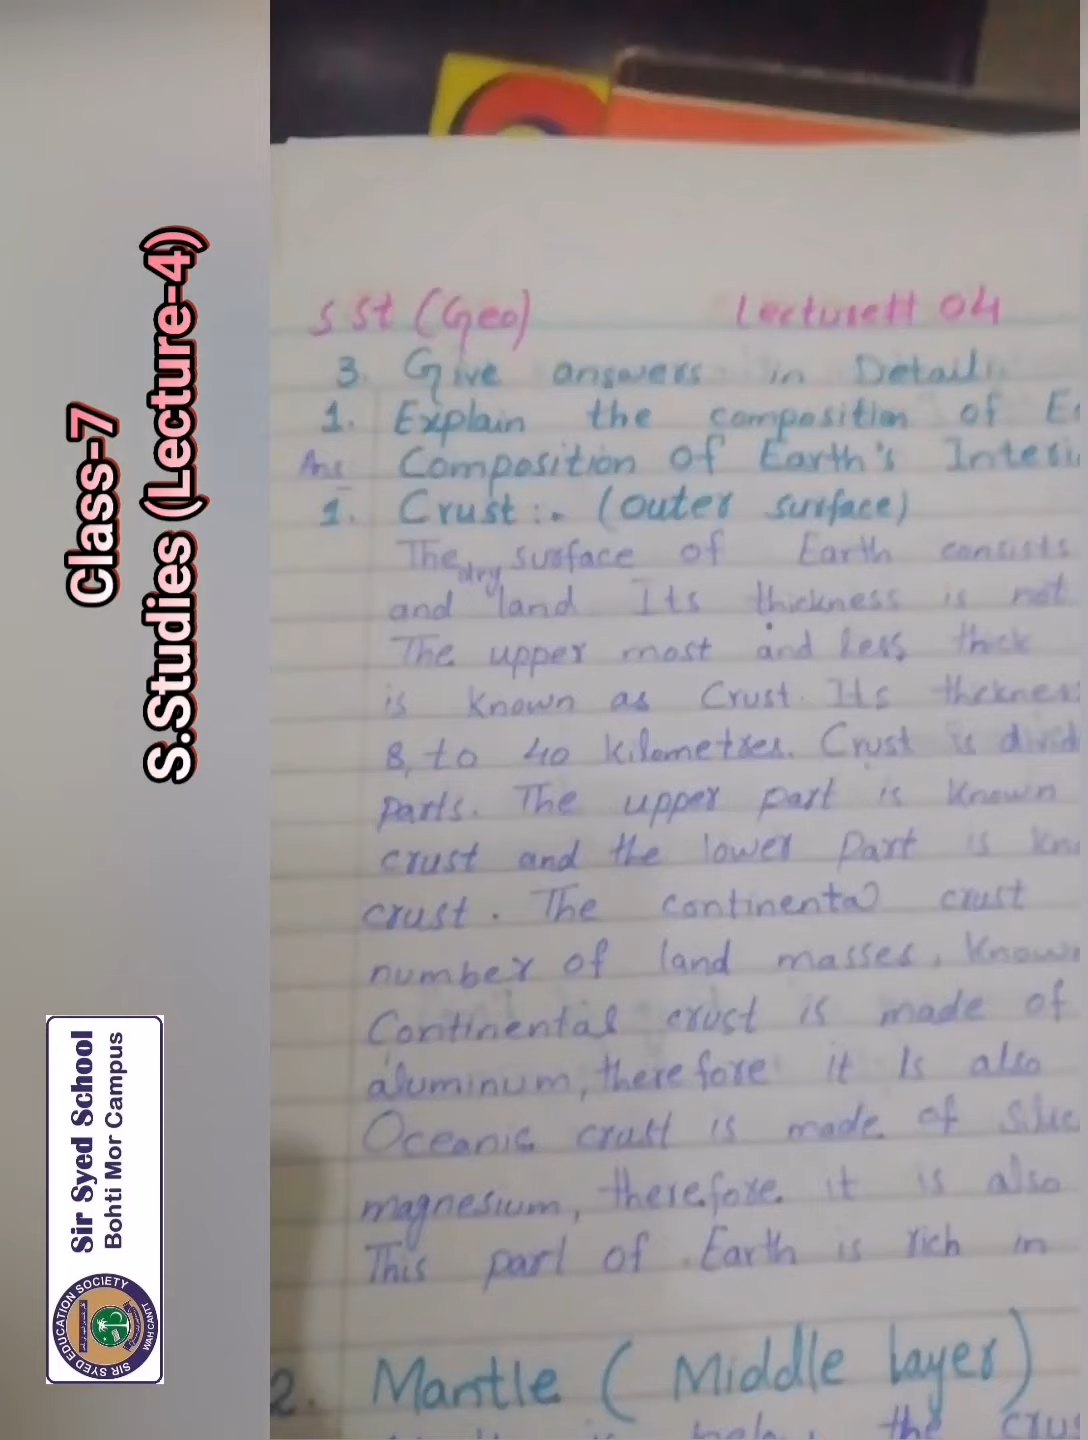 Class-7
S.Studies (Lecture-4)
Sir Syed School
Bohti Mor Campus
SIR SYED EDUCATION SOCIETY
WAH CANTT
S St (Geo) Lecture# 04
3. Give answers in Detail.
1. Explain the composition of
Ans Composition of Earth's
1. Crust:- (outer surface)
The dry surface of Earth consists
and land Its thickness is not
The upper most and less thick
is known as Crust. Its
8, to 40 kilometres. Crust is
parts. The upper part is known
crust and the lower part is
crust. The continental crust
number of land masses,
Continental crust is made of
aluminum, therefore it is also
Oceanic crust is made of
magnesium, therefore it is also
This part of Earth is rich in
2. Mantle (Middle layer)
the